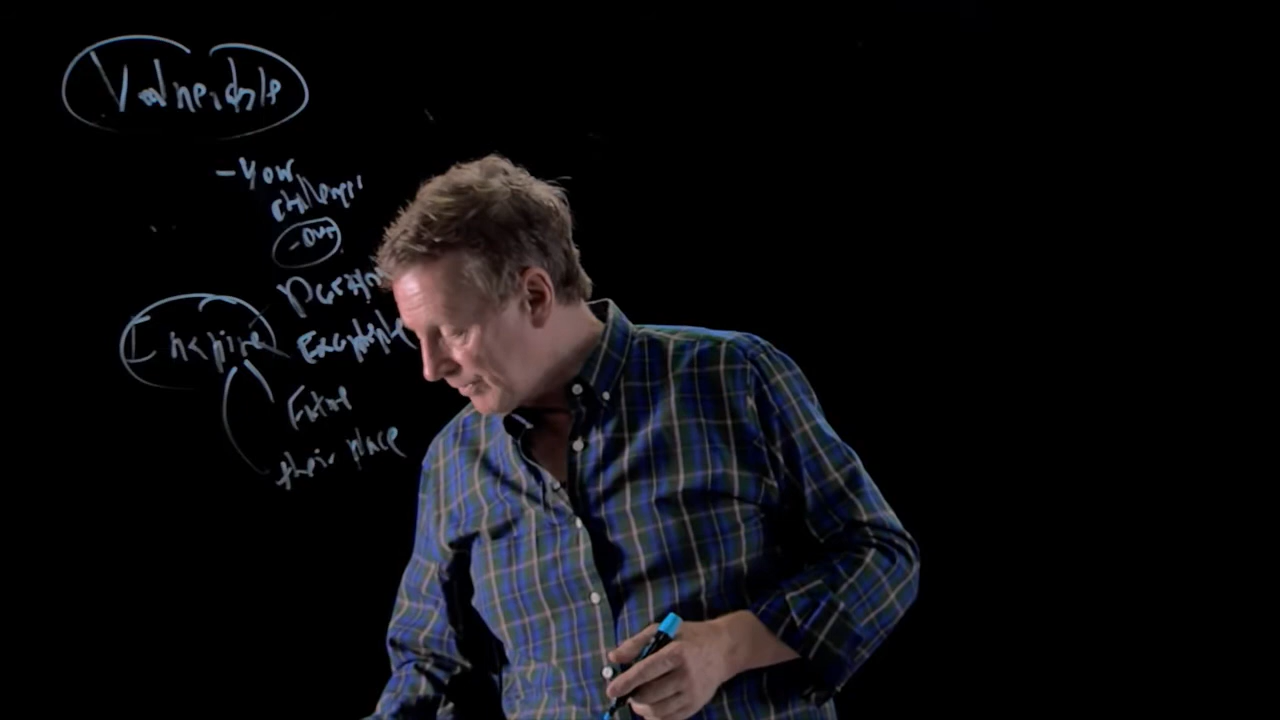 Vulnerable
- Your
challenges
- own
Inspire
Future
their place